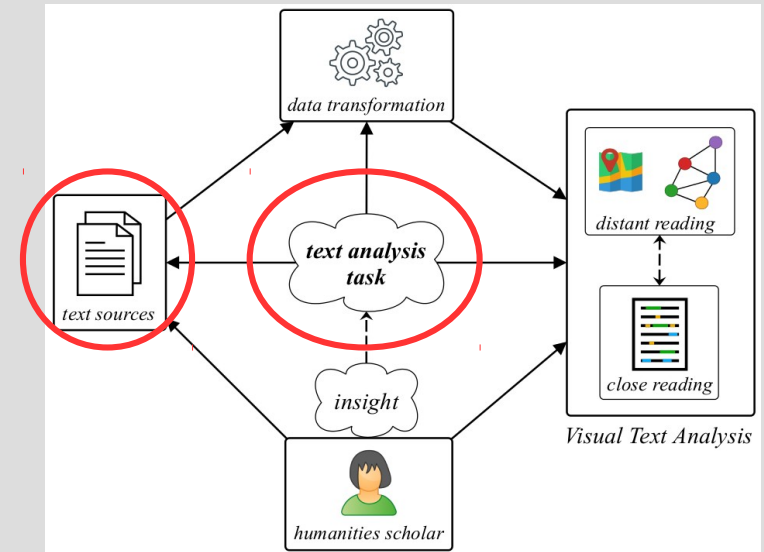 data transformation
text sources
text analysis
task
distant reading
close reading
insight
Visual Text Analysis
humanities scholar